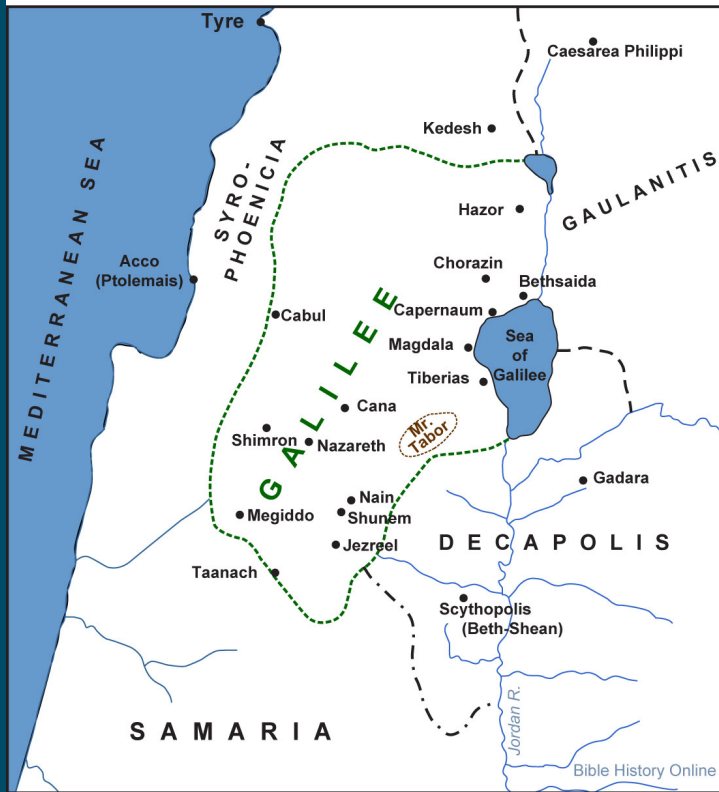 Tyre
Caesarea Philippi
MEDITERRANEAN SEA
SYRO-
PHOENICIA
Kedesh
GAULANITIS
Hazor
Acco
(Ptolemais)
Chorazin
Bethsaida
Cabul
Capernaum
GALILEE
Magdala
Sea
of
Galilee
Tiberias
Cana
Shimron
Nazareth
Mr.
Tabor
Gadara
Nain
Megiddo
Shunem
Jezreel
DECAPOLIS
Taanach
Scythopolis
(Beth-Shean)
SAMARIA
Jordan R.
Bible History Online